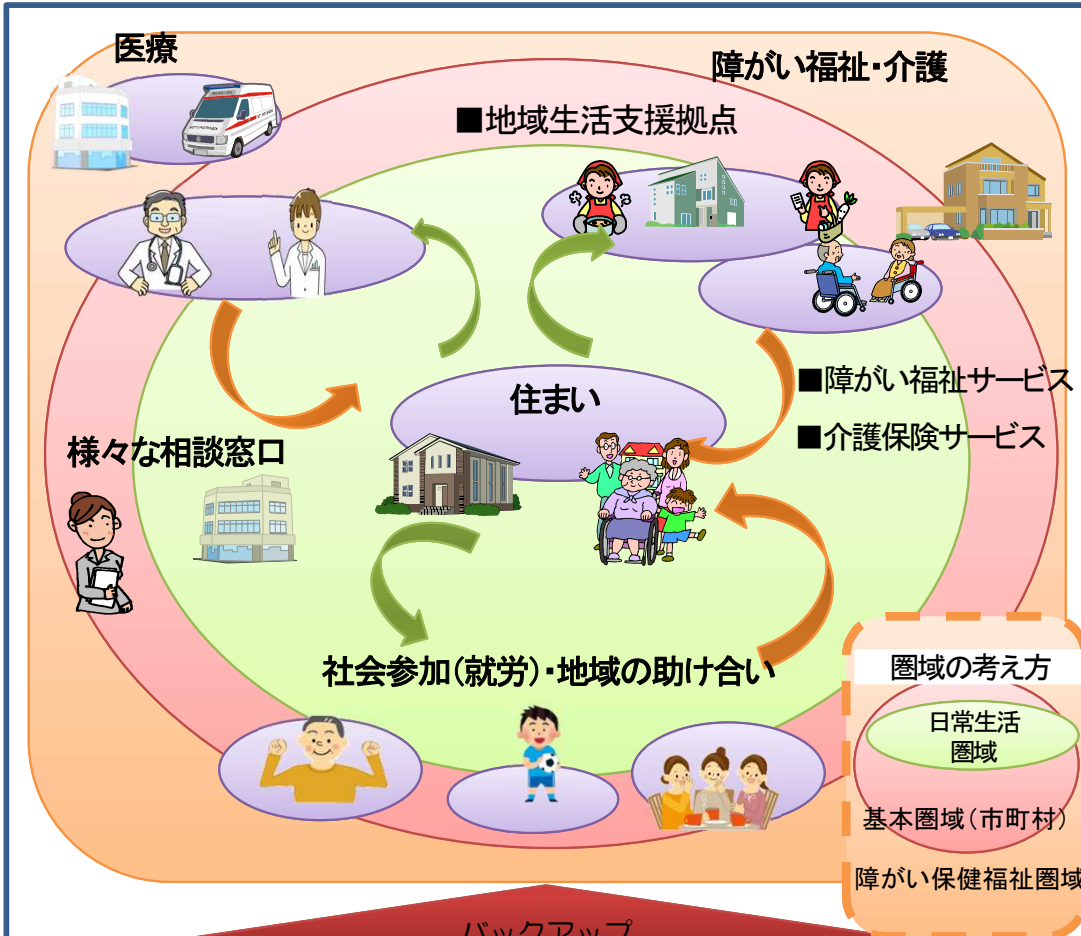 医療
障がい福祉・介護
■地域生活支援拠点
住まい
■障がい福祉サービス
■介護保険サービス
様々な相談窓口
社会参加(就労)・地域の助け合い
圏域の考え方
日常生活
圏域
基本圏域(市町村)
障がい保健福祉圏域
バックアップ